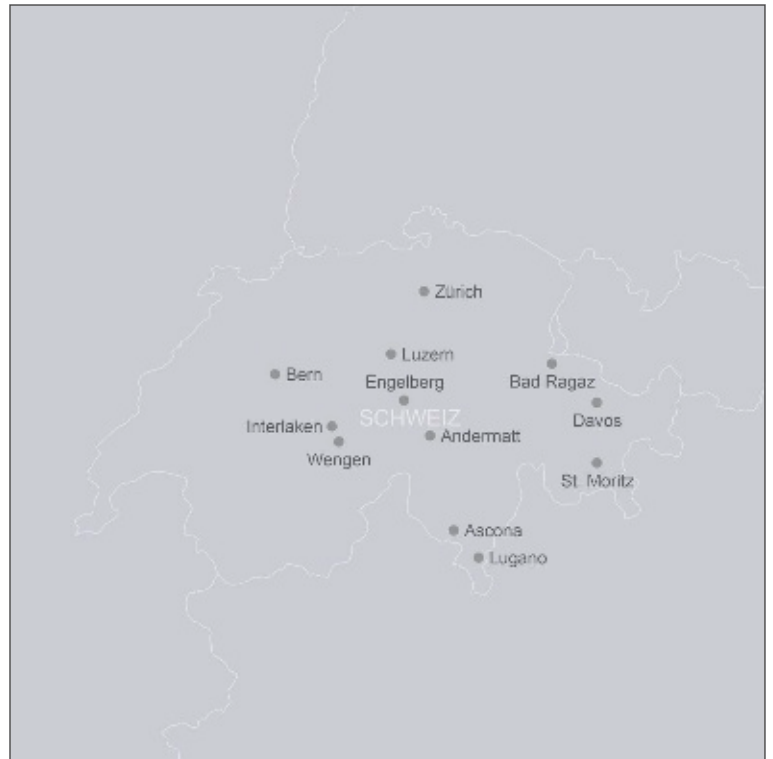 Zürich
Luzern
Bern
Engelberg
Bad Ragaz
SCHWEIZ
Davos
Interlaken
Andermatt
Wengen
St. Moritz
Ascona
Lugano